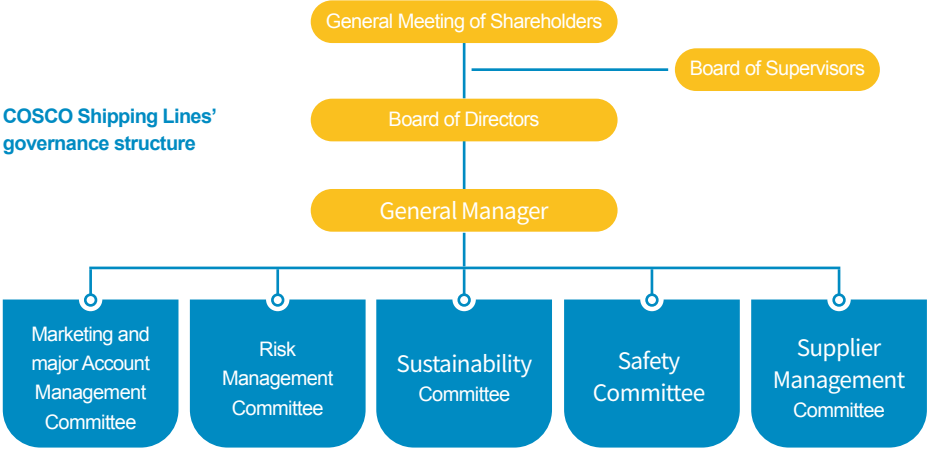 General Meeting of Shareholders
Board of Supervisors
COSCO Shipping Lines’
governance structure
Board of Directors
General Manager
Marketing and
major Account
Management
Committee
Risk
Management
Committee
Sustainability
Committee
Safety
Committee
Supplier
Management
Committee